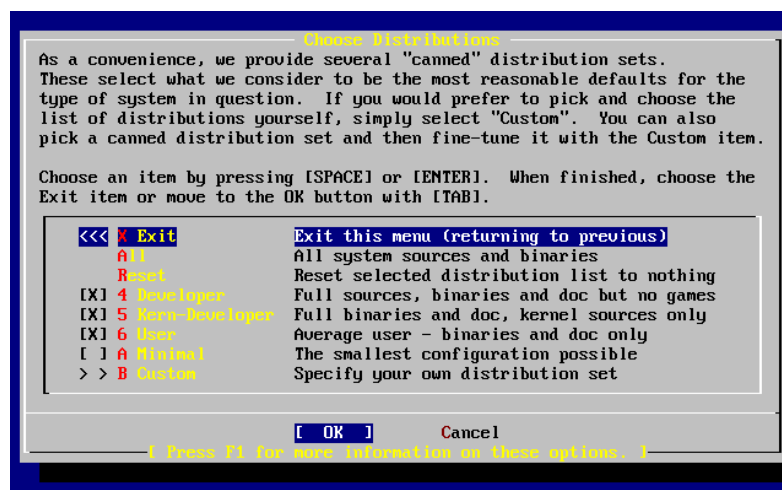 Choose Distributions
As a convenience, we provide several "canned" distribution sets.
These select what we consider to be the most reasonable defaults for the
type of system in question.  If you would prefer to pick and choose the
list of distributions yourself, simply select "Custom".  You can also
pick a canned distribution set and then fine-tune it with the Custom item.
Choose an item by pressing [SPACE] or [ENTER].  When finished, choose the
Exit item or move to the OK button with [TAB].
<<< X Exit Exit this menu (returning to previous)
All All system sources and binaries
Reset Reset selected distribution list to nothing
[X] 4 Developer Full sources, binaries and doc but no games
[X] 5 Kern-Developer Full binaries and doc, kernel sources only
[X] 6 User Average user - binaries and doc only
[ ] A Minimal The smallest configuration possible
> > B Custom Specify your own distribution set
[ OK ] Cancel
[ Press F1 for more information on these options. ]